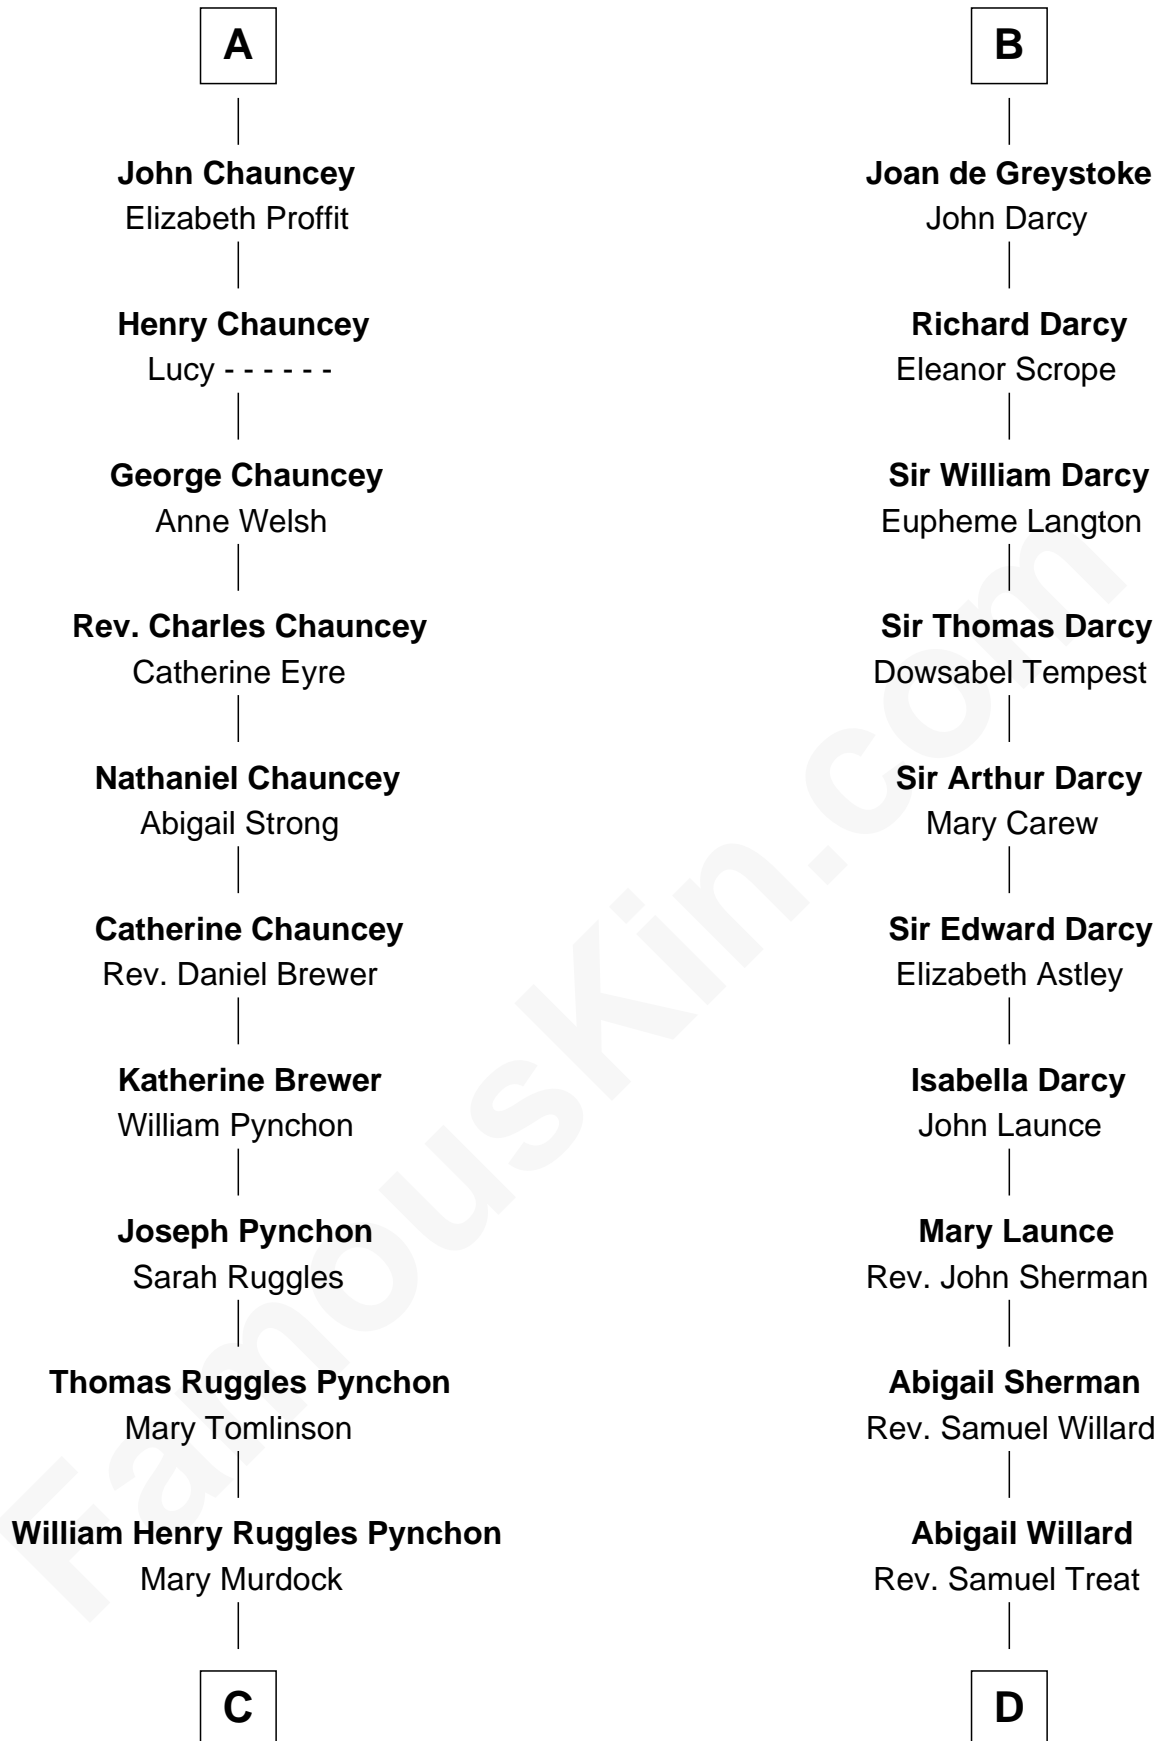 A
John Chauncey
Elizabeth Proffit
Henry Chauncey
Lucy - - - - - -
George Chauncey
Anne Welsh
Rev. Charles Chauncey
Catherine Eyre
Nathaniel Chauncey
Abigail Strong
Catherine Chauncey
Rev. Daniel Brewer
Katherine Brewer
William Pynchon
Joseph Pynchon
Sarah Ruggles
Thomas Ruggles Pynchon
Mary Tomlinson
William Henry Ruggles Pynchon
Mary Murdock
C
B
Joan de Greystoke
John Darcy
Richard Darcy
Eleanor Scrope
Sir William Darcy
Eupheme Langton
Sir Thomas Darcy
Dowsabel Tempest
Sir Arthur Darcy
Mary Carew
Sir Edward Darcy
Elizabeth Astley
Isabella Darcy
John Launce
Mary Launce
Rev. John Sherman
Abigail Sherman
Rev. Samuel Willard
Abigail Willard
Rev. Samuel Treat
D
FamousKin.com